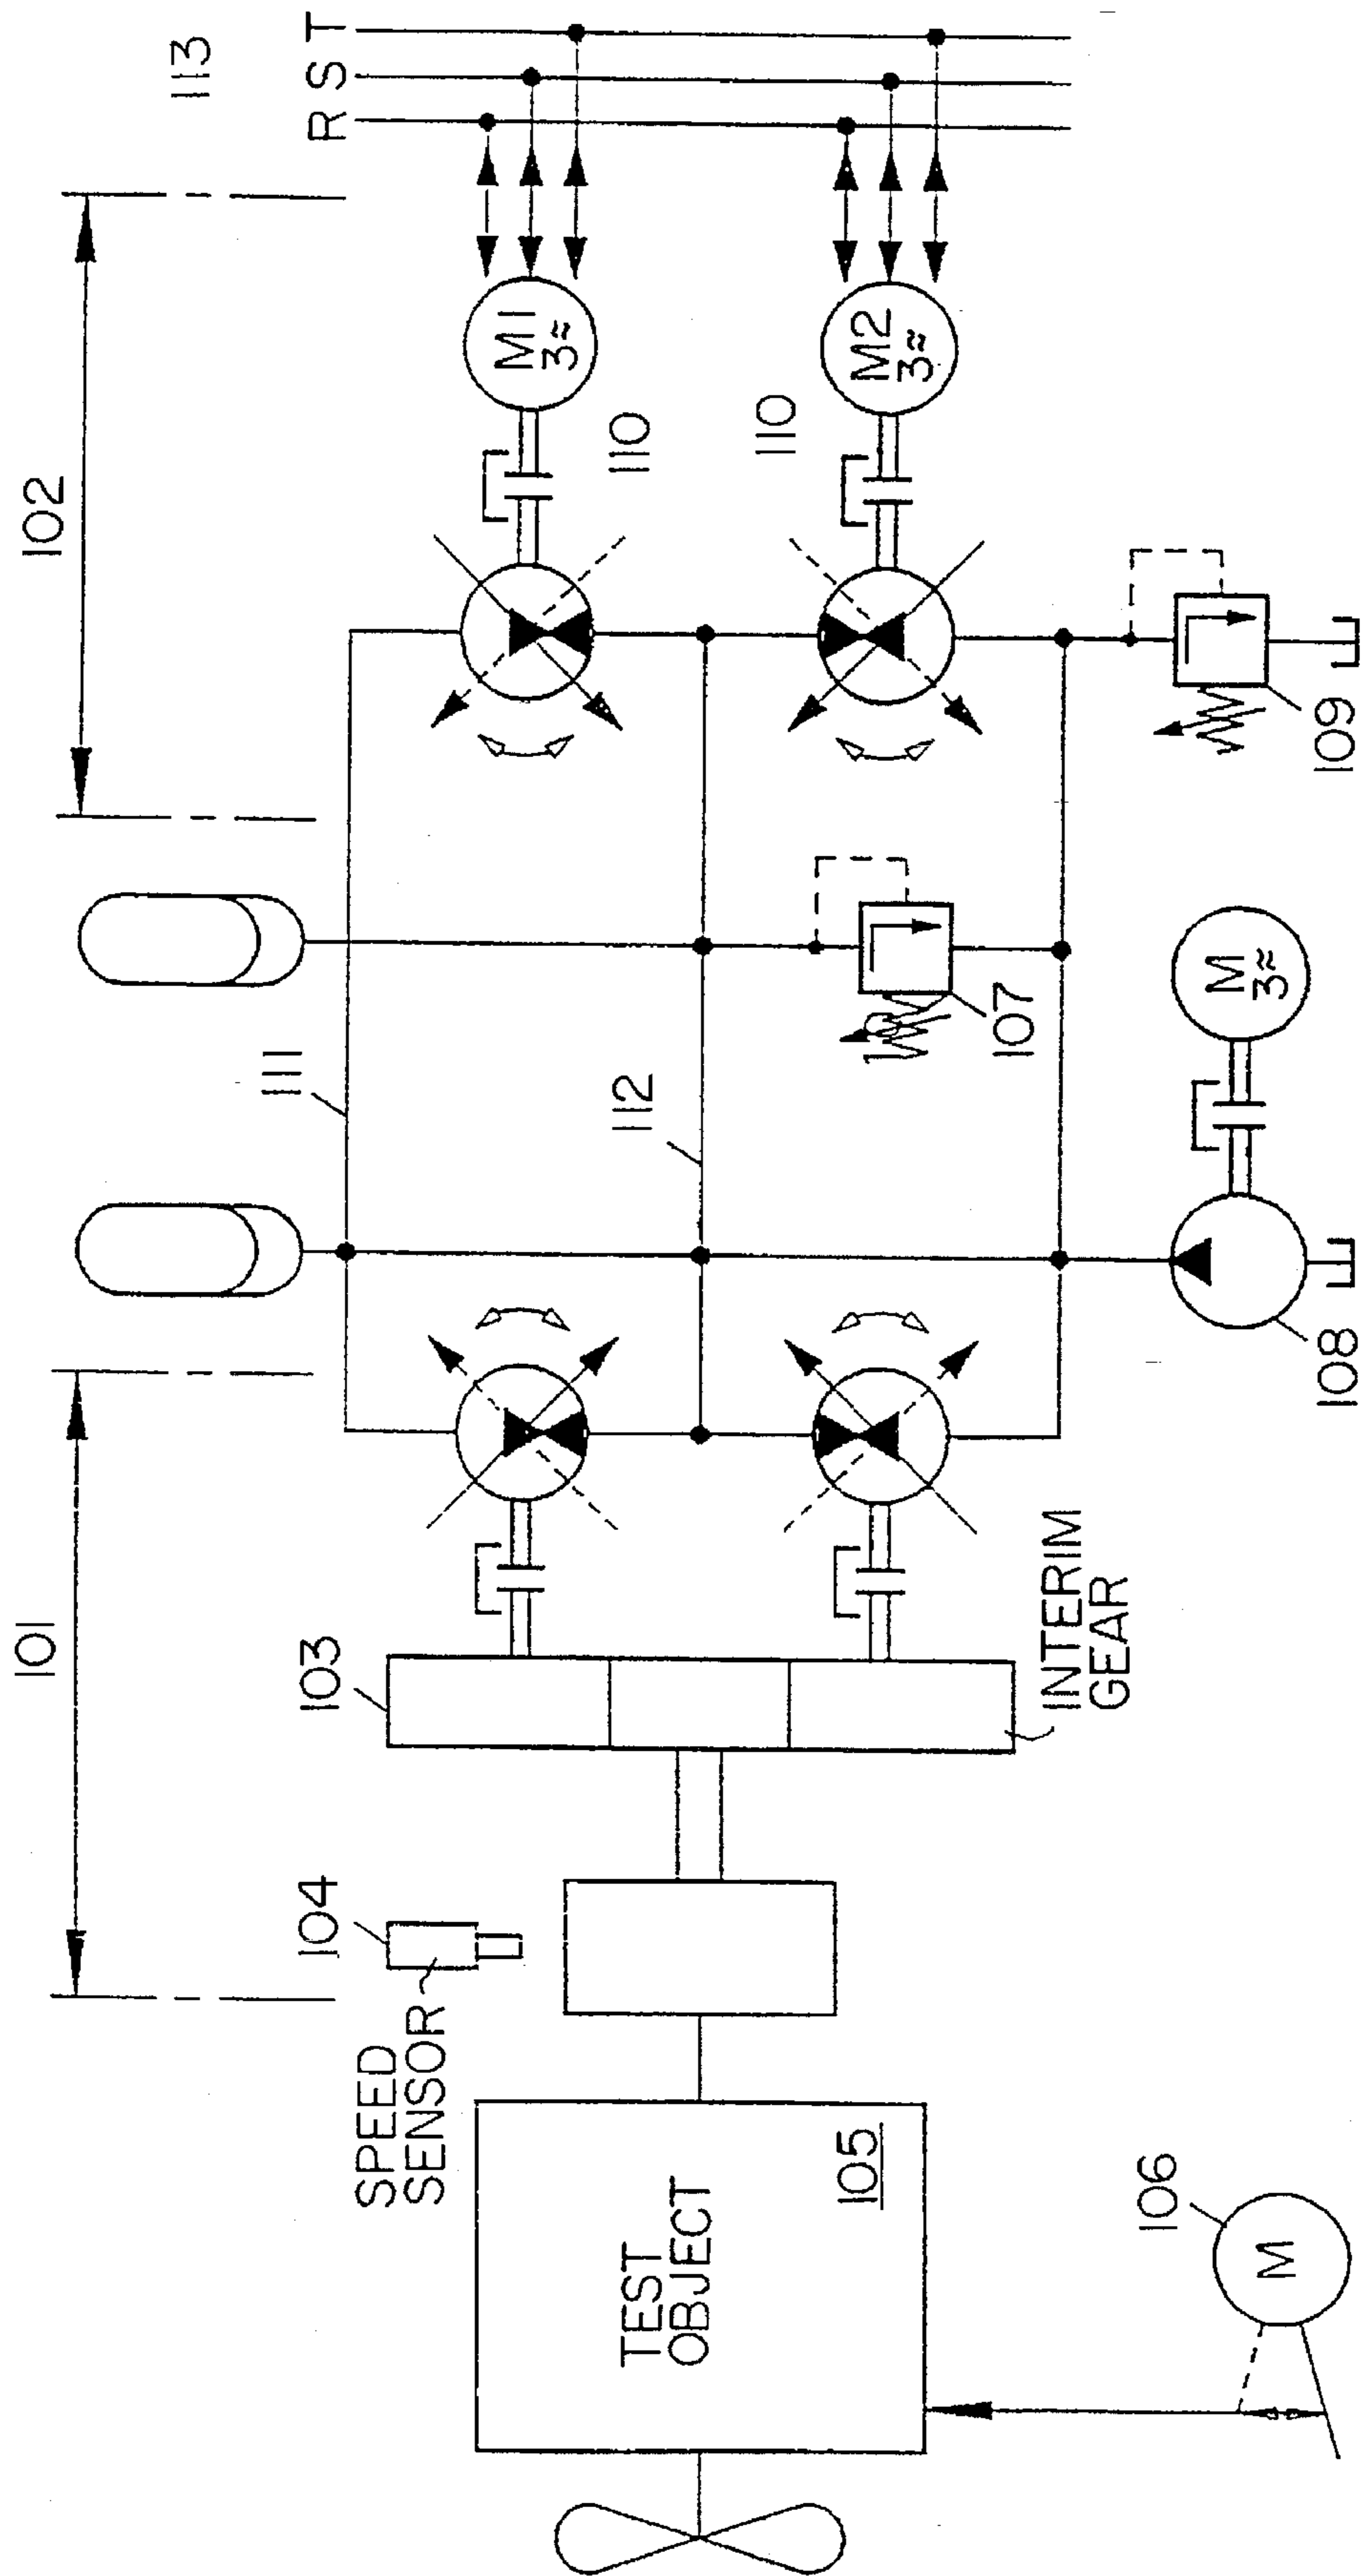 101
102
113
R S T
104
SPEED
SENSOR
103
111
112
M1
3≈
110
110
M2
3≈
TEST
OBJECT
105
INTERIM
GEAR
107
M
3≈
109
106
M
108